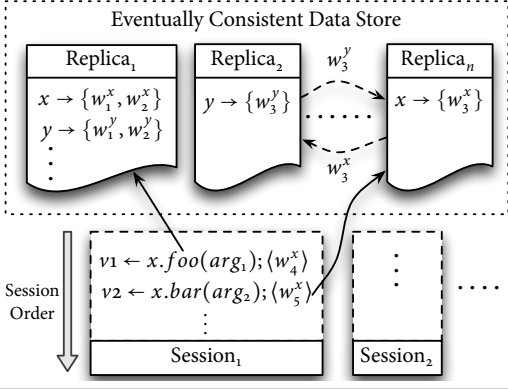 Eventually Consistent Data Store
Replica₁
x → {w₁ˣ, w₂ˣ}
y → {w₁ʸ, w₂ʸ}
⋮
Replica₂
y → {w₃ʸ}
w₃ʸ
......
w₃ˣ
Replicaₙ
x → {w₃ˣ}
Session
Order
v1 ← x.foo(arg₁);⟨w₄ˣ⟩
v2 ← x.bar(arg₂);⟨w₅ˣ⟩
⋮
Session₁
⋮
Session₂
....